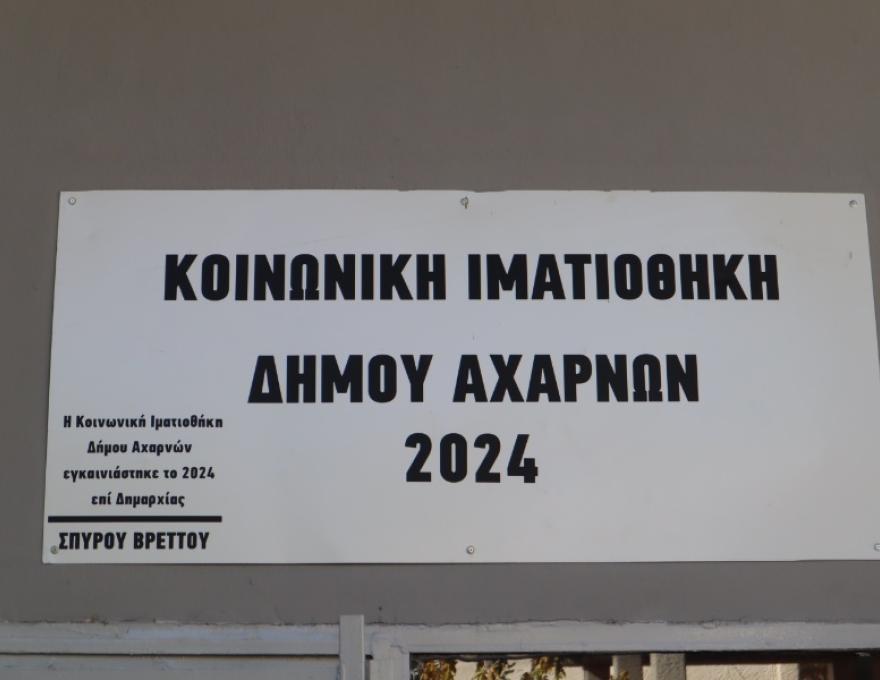 ΚΟΙΝΩΝΙΚΗ ΙΜΑΤΙΟΘΗΚΗ
ΔΗΜΟΥ ΑΧΑΡΝΩΝ
2024
Η Κοινωνική Ιματιοθήκη
Δήμου Αχαρνών
εγκαινιάστηκε το 2024
επί Δημαρχίας
ΣΠΥΡΟΥ ΒΡΕΤΤΟΥ